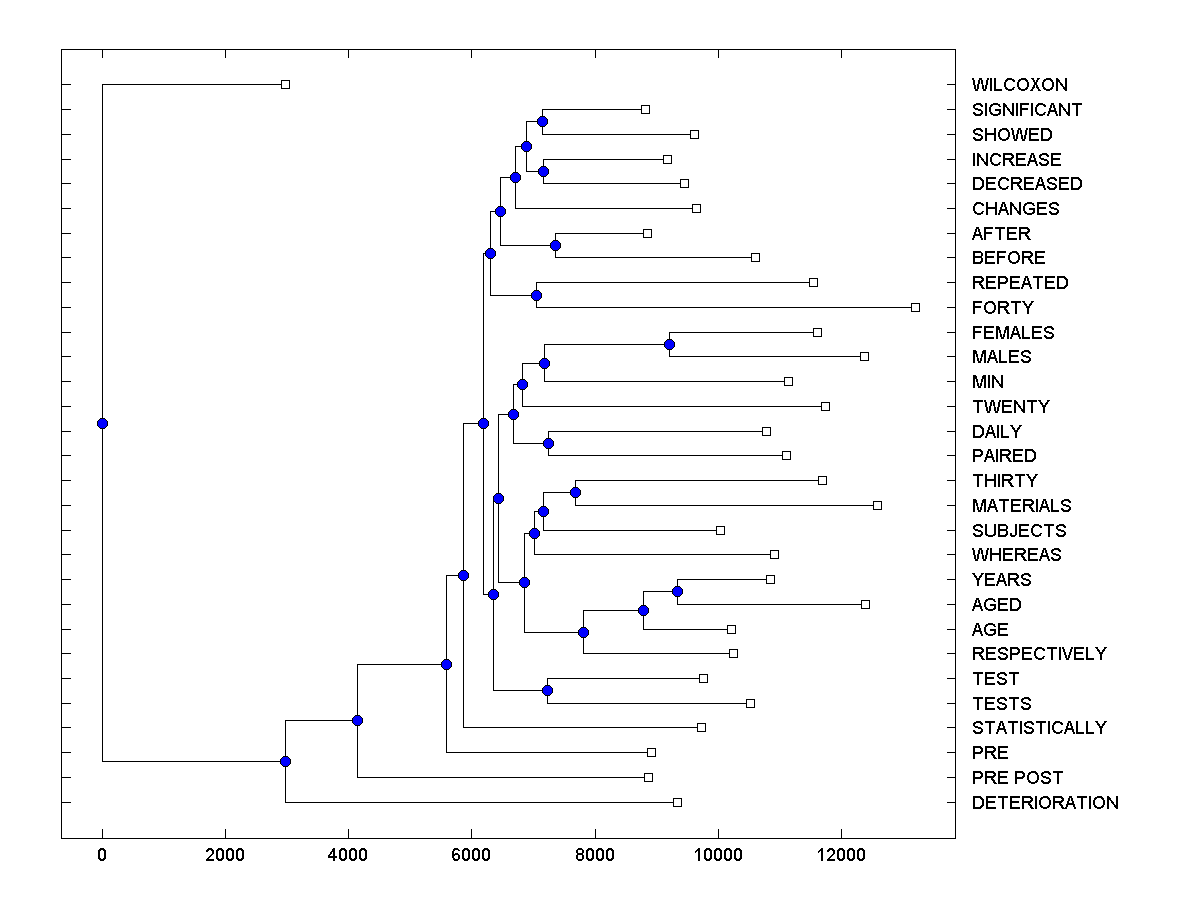 WILCOXON
SIGNIFICANT
SHOWED
INCREASE
DECREASED
CHANGES
AFTER
BEFORE
REPEATED
FORTY
FEMALES
MALES
MIN
TWENTY
DAILY
PAIRED
THIRTY
MATERIALS
SUBJECTS
WHEREAS
YEARS
AGED
AGE
RESPECTIVELY
TEST
TESTS
STATISTICALLY
PRE
PRE POST
DETERIORATION
0 2000 4000 6000 8000 10000 12000